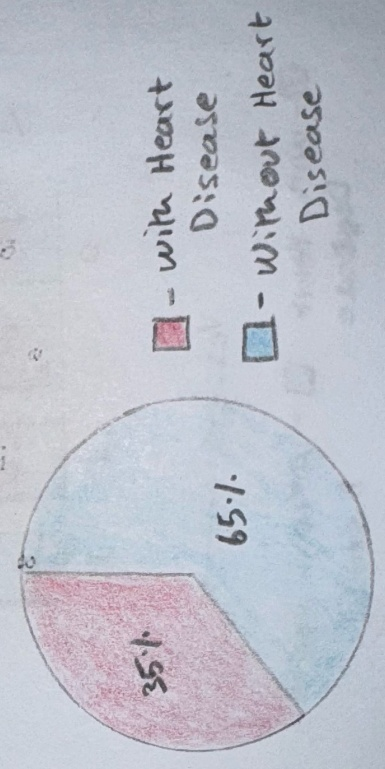 35%
65%
- With Heart
Disease
- Without Heart
Disease